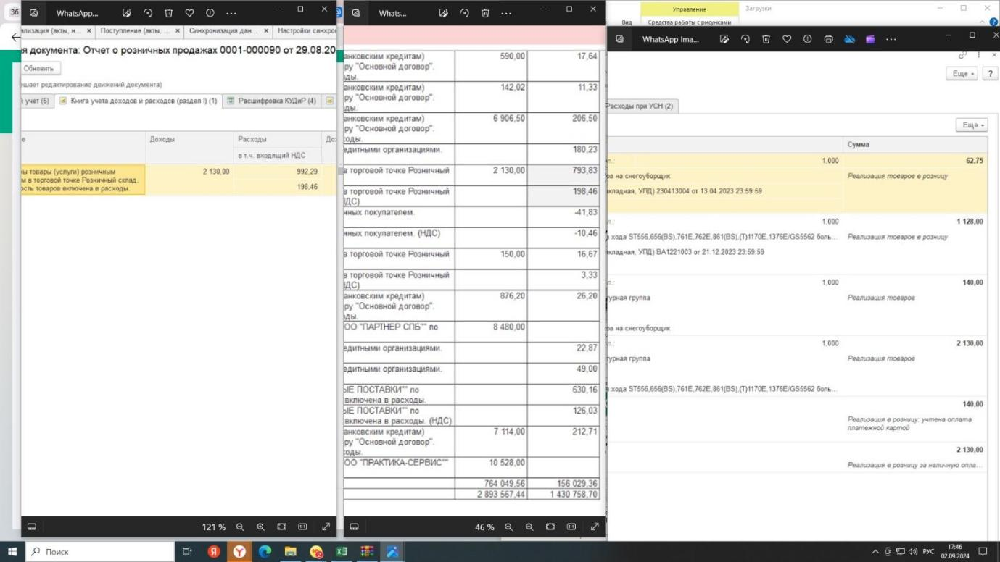 Управление
Загрузки
Вид
Средства работы с рисунками
WhatsApp...
ализация (акты, н...
Поступление (акты, ...
Синхронизация дан...
Настройки синхрон
я документа: Отчет о розничных продажах 0001-000090 от 29.08.20
Обновить
ешает редактирование движений документа)
й учет (6)
Книга учета доходов и расходов (раздел I) (1)
Расшифровка КУДиР (4)
е
Доходы
Расходы
До
в т.ч. входящий НДС
ны товары (услуги) розничным
м в торговой точке Розничный склад.
ость товаров включена в расходы.
2 130,00
992,29
198,46
121 %
Whats...
анковским кредитам)
ру "Основной договор".
оды.
590,00
17,64
анковским кредитам)
ру "Основной договор".
ды.
142,02
11,33
анковским кредитам)
ру "Основной договор".
ходы.
6 906,50
206,50
едитными организациями.
180,23
в торговой точке Розничный
2 130,00
793,83
в торговой точке Розничный
НДС)
198,46
нных покупателем.
-41,83
нных покупателем. (НДС)
-10,46
в торговой точке Розничный
150,00
16,67
в торговой точке Розничный
НДС)
3,33
анковским кредитам)
ру "Основной договор".
оды.
876,20
26,20
ОО "ПАРТНЕР СПБ"" по
8 480,00
едитными организациями.
22,87
едитными организациями.
49,00
ЫЕ ПОСТАВКИ"" по
включена в расходы.
630,16
ЫЕ ПОСТАВКИ"" по
включена в расходы. (НДС)
126,03
анковским кредитам)
ру "Основной договор".
ходы.
7 114,00
212,71
ОО "ПРАКТИКА-СЕРВИС""
10 528,00
764 049,56
156 029,36
2 893 567,44
1 430 758,70
46 %
WhatsApp Ima...
Еще
?
Расходы при УСН (2)
Еще
Сумма
л.:
1,000
62,75
ра на снегоуборщик
Реализация товаров в розницу
кладная, УПД) 230413004 от 13.04.2023 23:59:59
л.:
1,000
1 128,00
а хода ST556,656(BS),761E,762E,861(BS),(T)1170E,1376E/GS5562 боль...
Реализация товаров в розницу
кладная, УПД) BA1221003 от 21.12.2023 23:59:59
л.:
1,000
140,00
турная группа
Реализация товаров
ра на снегоуборщик
л.:
1,000
2 130,00
турная группа
Реализация товаров
а хода ST556,656(BS),761E,762E,861(BS),(T)1170E,1376E/GS5562 боль...
140,00
Реализация в розницу: учтена оплата
платежной картой
2 130,00
Реализация в розницу за наличную опла...
Поиск
РУС
17:46
02.09.2024